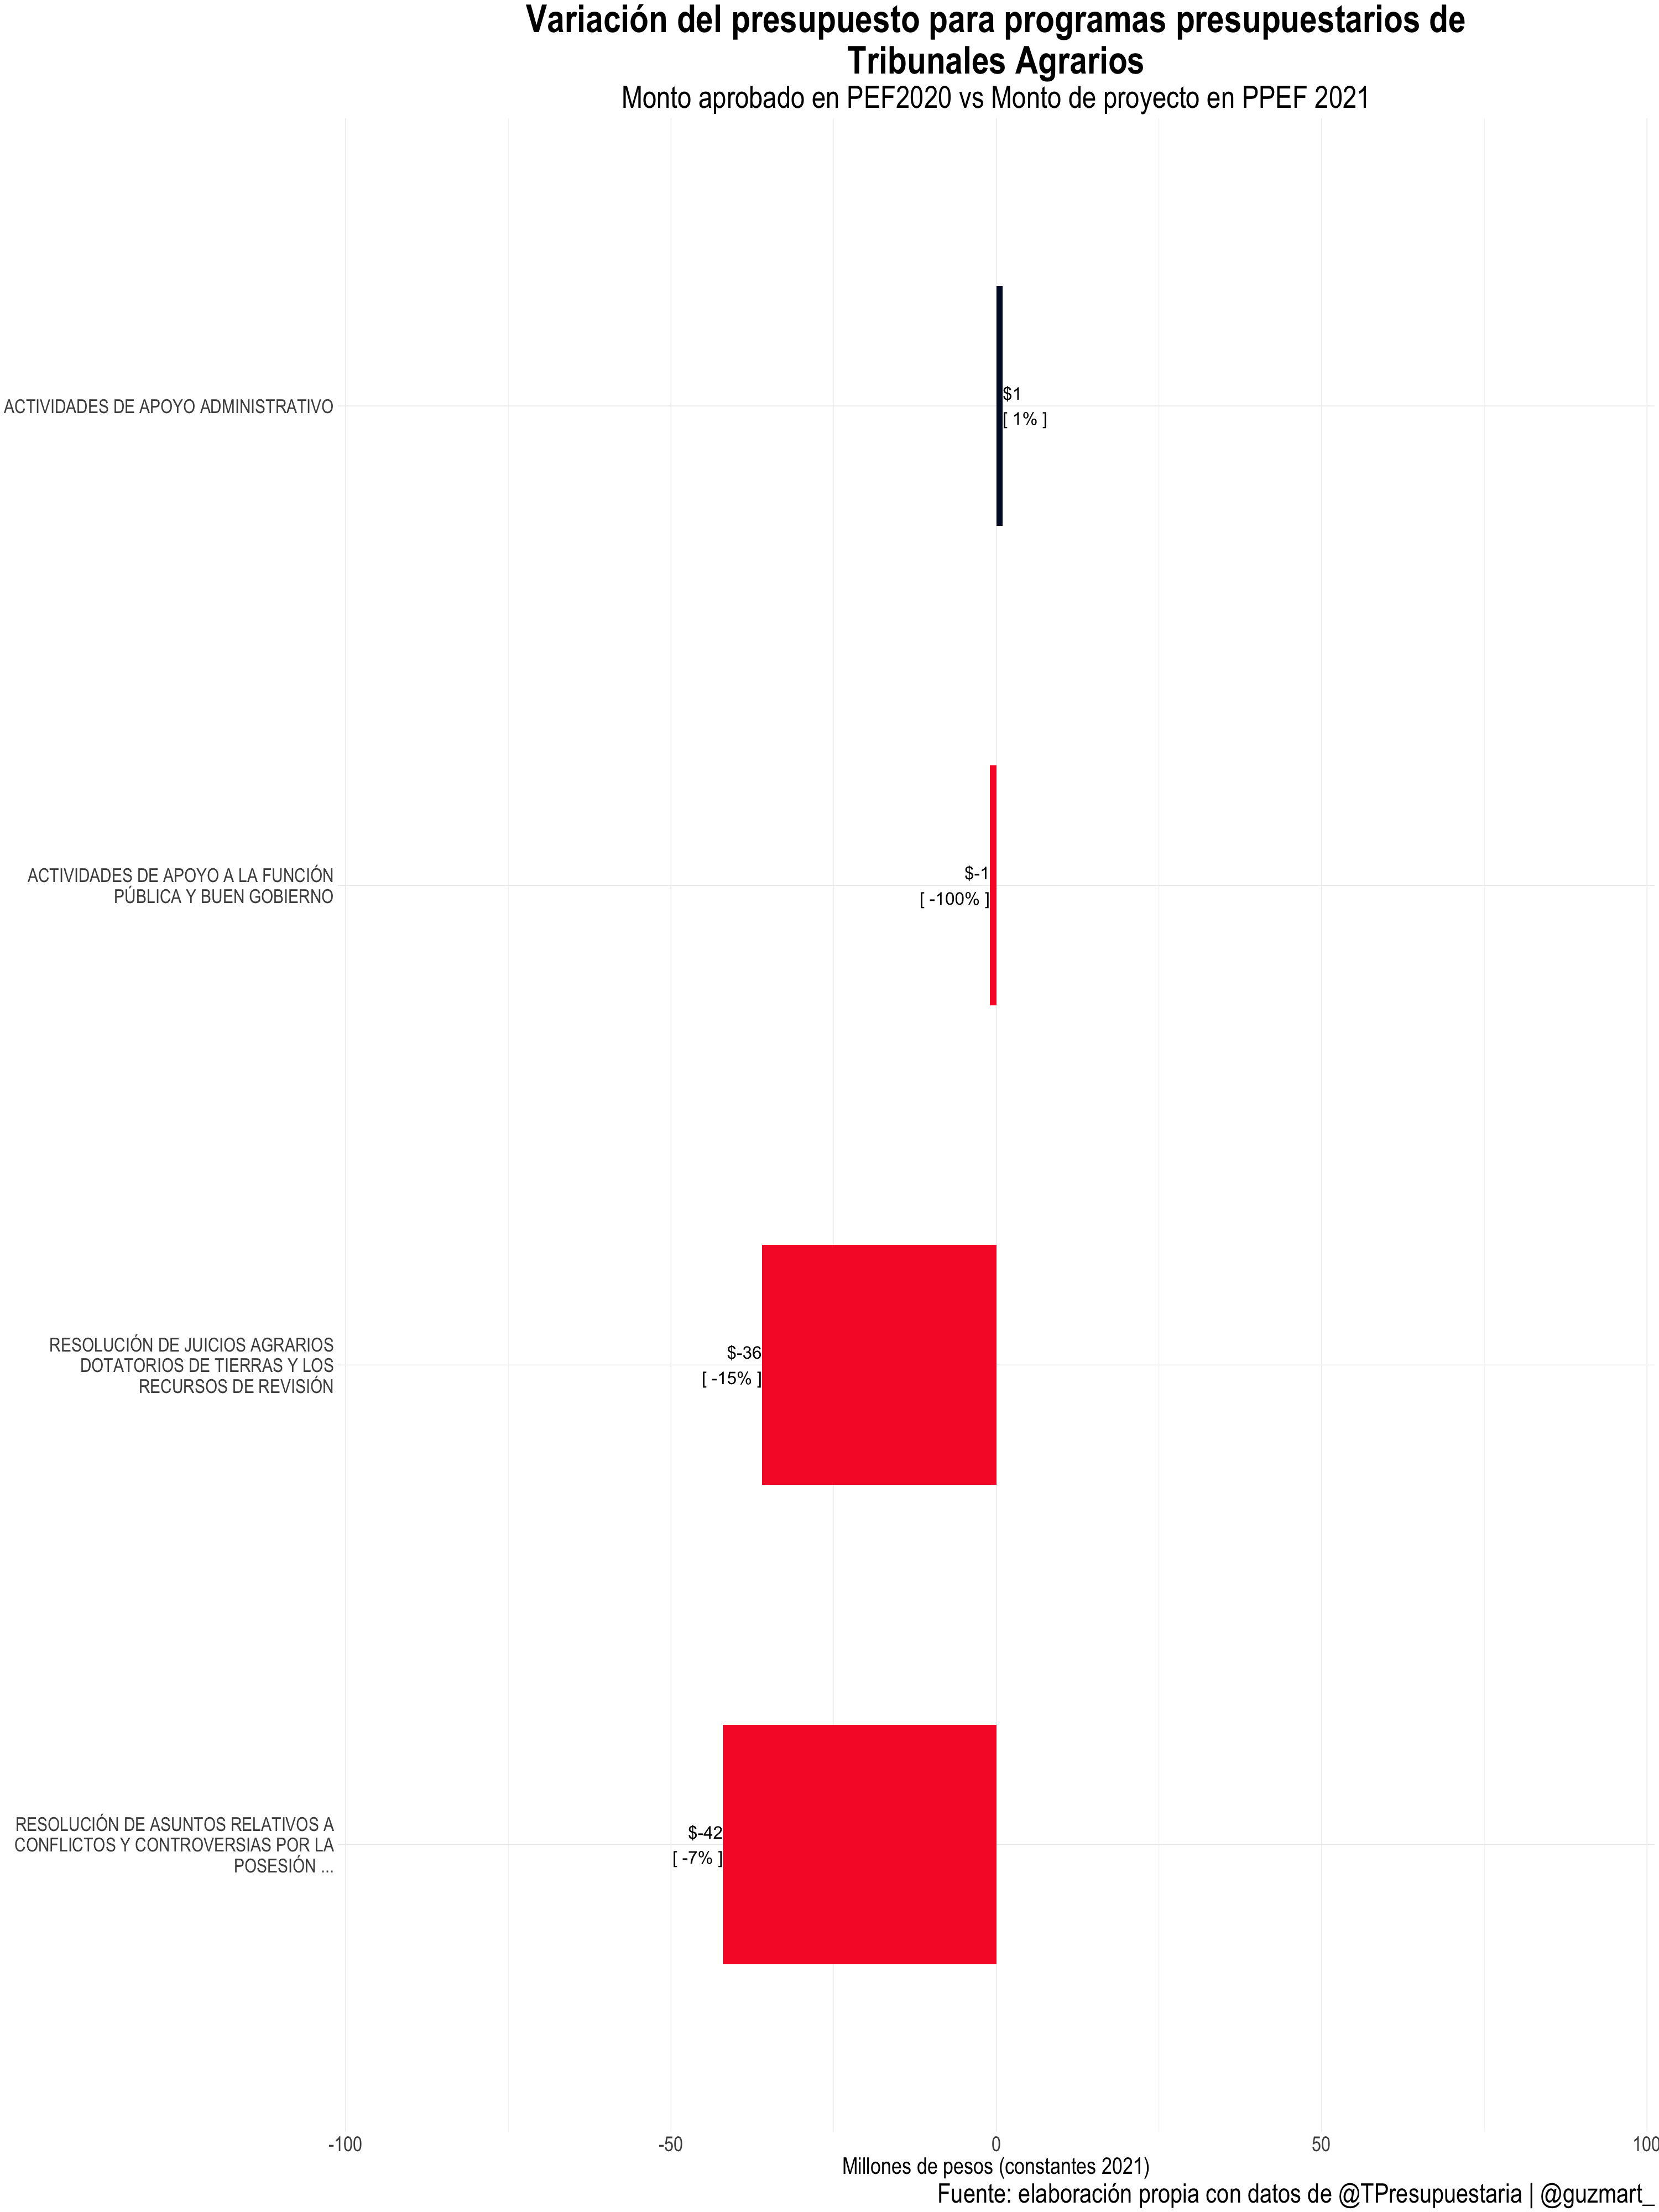 Variación del presupuesto para programas presupuestarios de
Tribunales Agrarios
Monto aprobado en PEF2020 vs Monto de proyecto en PPEF 2021
ACTIVIDADES DE APOYO ADMINISTRATIVO
$1
[ 1% ]
ACTIVIDADES DE APOYO A LA FUNCIÓN
PÚBLICA Y BUEN GOBIERNO
$-1
[ -100% ]
RESOLUCIÓN DE JUICIOS AGRARIOS
DOTATORIOS DE TIERRAS Y LOS
RECURSOS DE REVISIÓN
$-36
[ -15% ]
RESOLUCIÓN DE ASUNTOS RELATIVOS A
CONFLICTOS Y CONTROVERSIAS POR LA
POSESIÓN ...
$-42
[ -7% ]
-100 -50 0 50 100
Millones de pesos (constantes 2021)
Fuente: elaboración propia con datos de @TPresupuestaria | @guzmart_